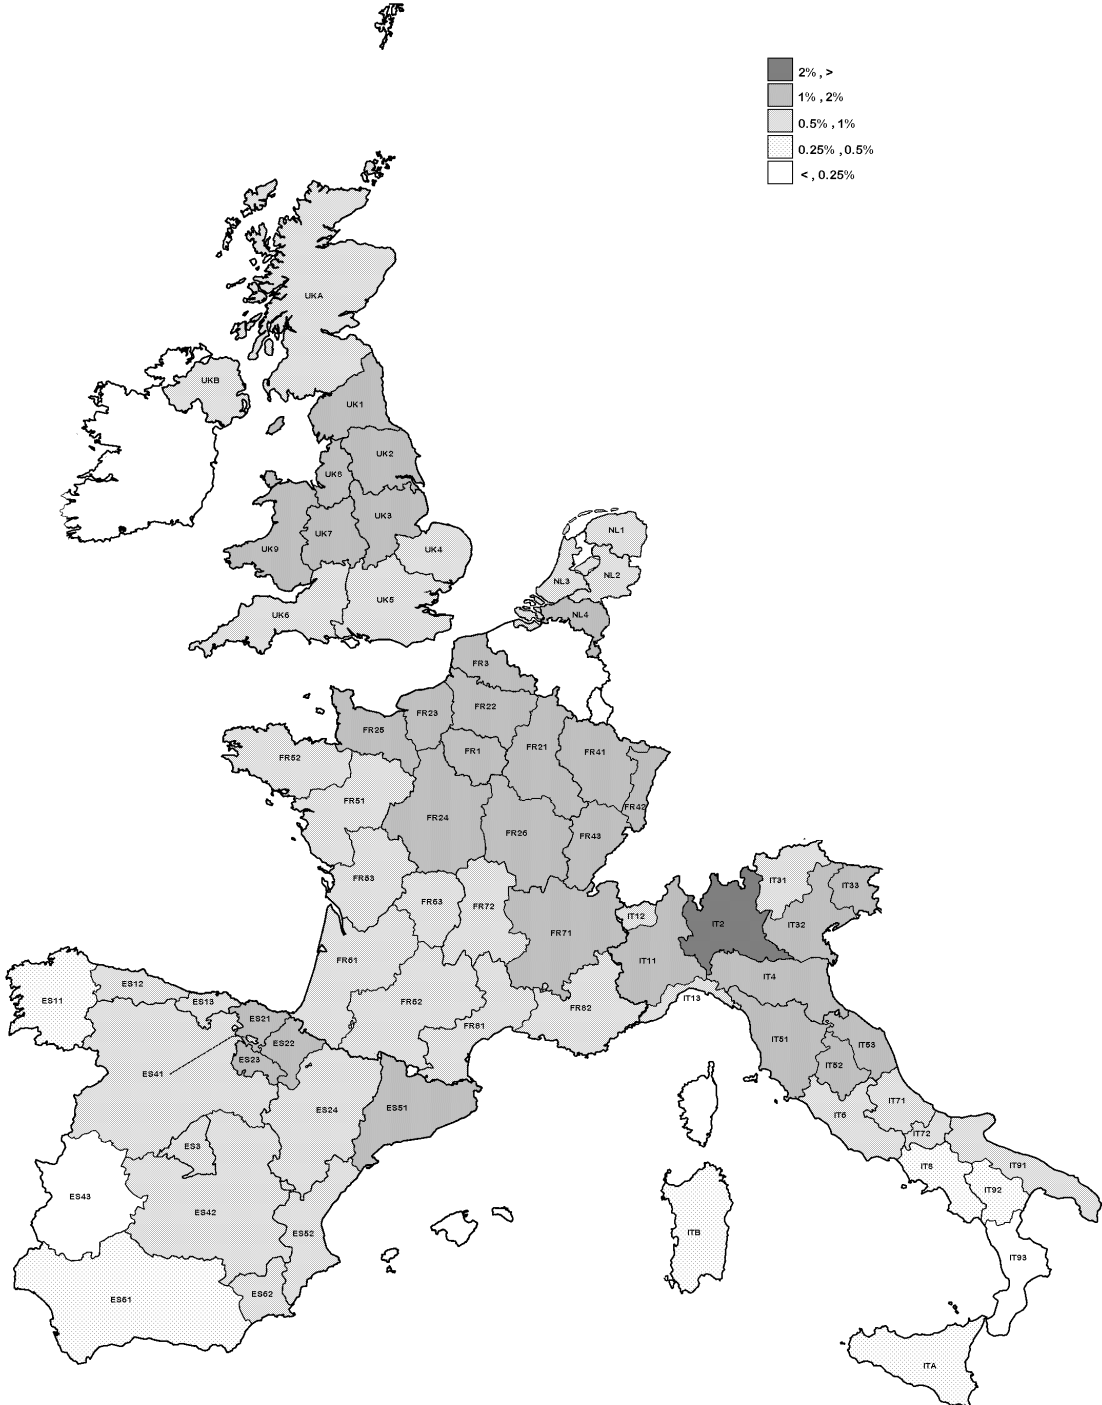 2% , >
1% , 2%
0.5% , 1%
0.25% , 0.5%
< , 0.25%
UKA
UKB
UK1
UK2
UK8
UK3
UK7
UK9
UK4
UK5
UK6
NL1
NL2
NL3
NL4
FR3
FR22
FR23
FR25
FR1
FR21
FR41
FR42
FR52
FR51
FR24
FR26
FR43
FR53
FR63
FR72
FR71
FR61
FR62
FR81
FR82
IT31
IT33
IT12
IT2
IT32
IT11
IT4
IT13
IT51
IT53
IT52
IT6
IT71
IT72
IT8
IT91
IT92
IT93
ITB
ITA
ES11
ES12
ES13
ES21
ES22
ES23
ES41
ES24
ES51
ES3
ES43
ES42
ES52
ES62
ES61